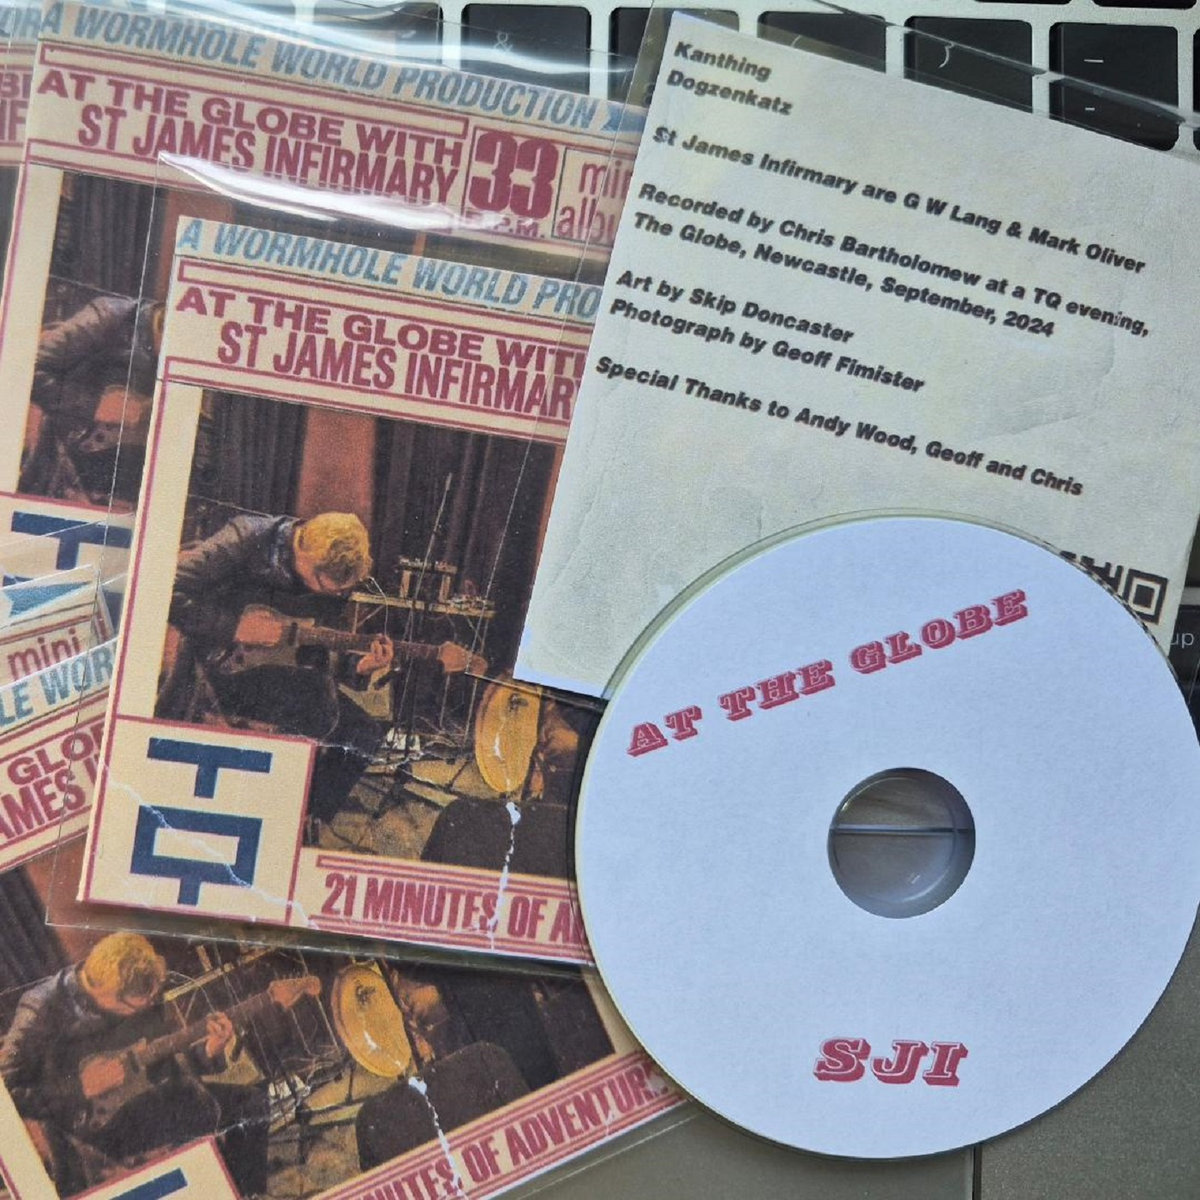 A WORMHOLE WORLD PRODUCTION
AT THE GLOBE WITH
ST JAMES INFIRMARY
33
R.P.M.
A WORMHOLE WORLD
AT THE GLOBE WITH
ST JAMES INFIRMARY
TQ
21 MINUTES OF
mini
GLOBE
MINUTES OF
Kanthing
Dogzenkatz
St James Infirmary are G W Lang & Mark Oliver
Recorded by Chris Bartholomew at a TQ evening,
The Globe, Newcastle, September, 2024
Art by Skip Doncaster
Photograph by Geoff Fimister
Special Thanks to Andy Wood, Geoff and Chris
AT THE GLOBE
SJI